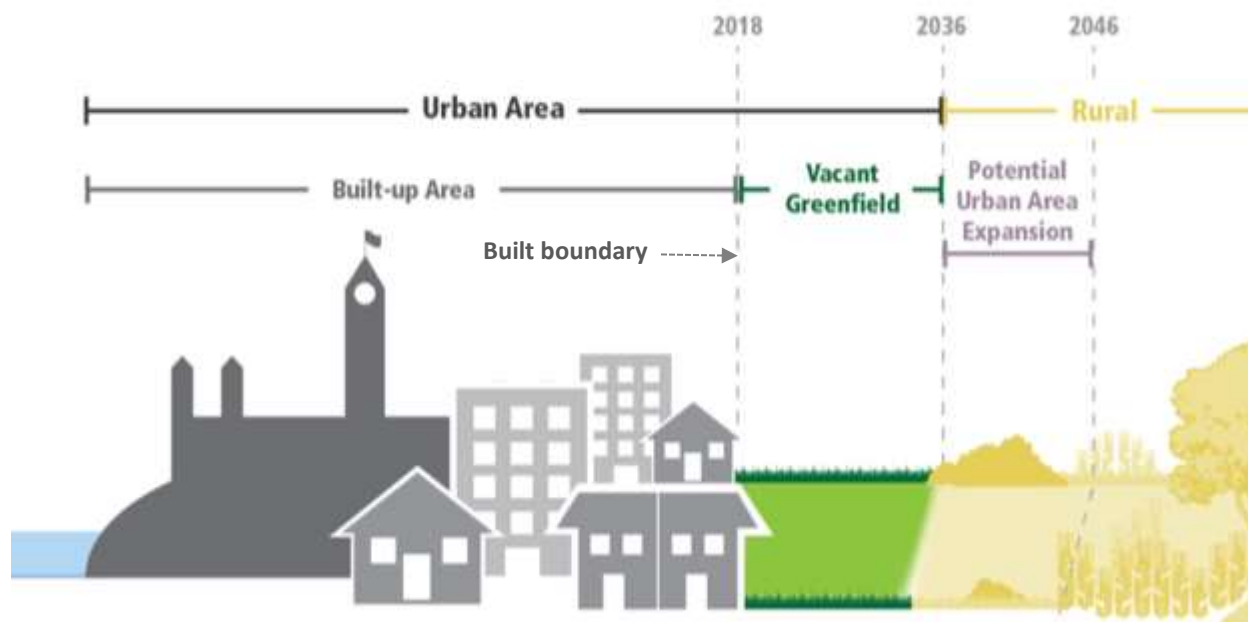 2018 2036 2046
Urban Area Rural
Built-up Area
Vacant
Greenfield
Potential
Urban Area
Expansion
Built boundary